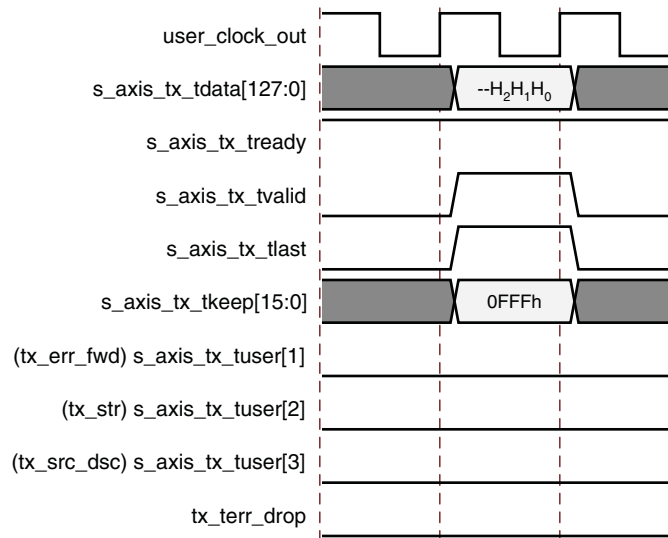 user_clock_out
s_axis_tx_tdata[127:0] --H₂H₁H₀
s_axis_tx_tready
s_axis_tx_tvalid
s_axis_tx_tlast
s_axis_tx_tkeep[15:0] 0FFFh
(tx_err_fwd) s_axis_tx_tuser[1]
(tx_str) s_axis_tx_tuser[2]
(tx_src_dsc) s_axis_tx_tuser[3]
tx_terr_drop